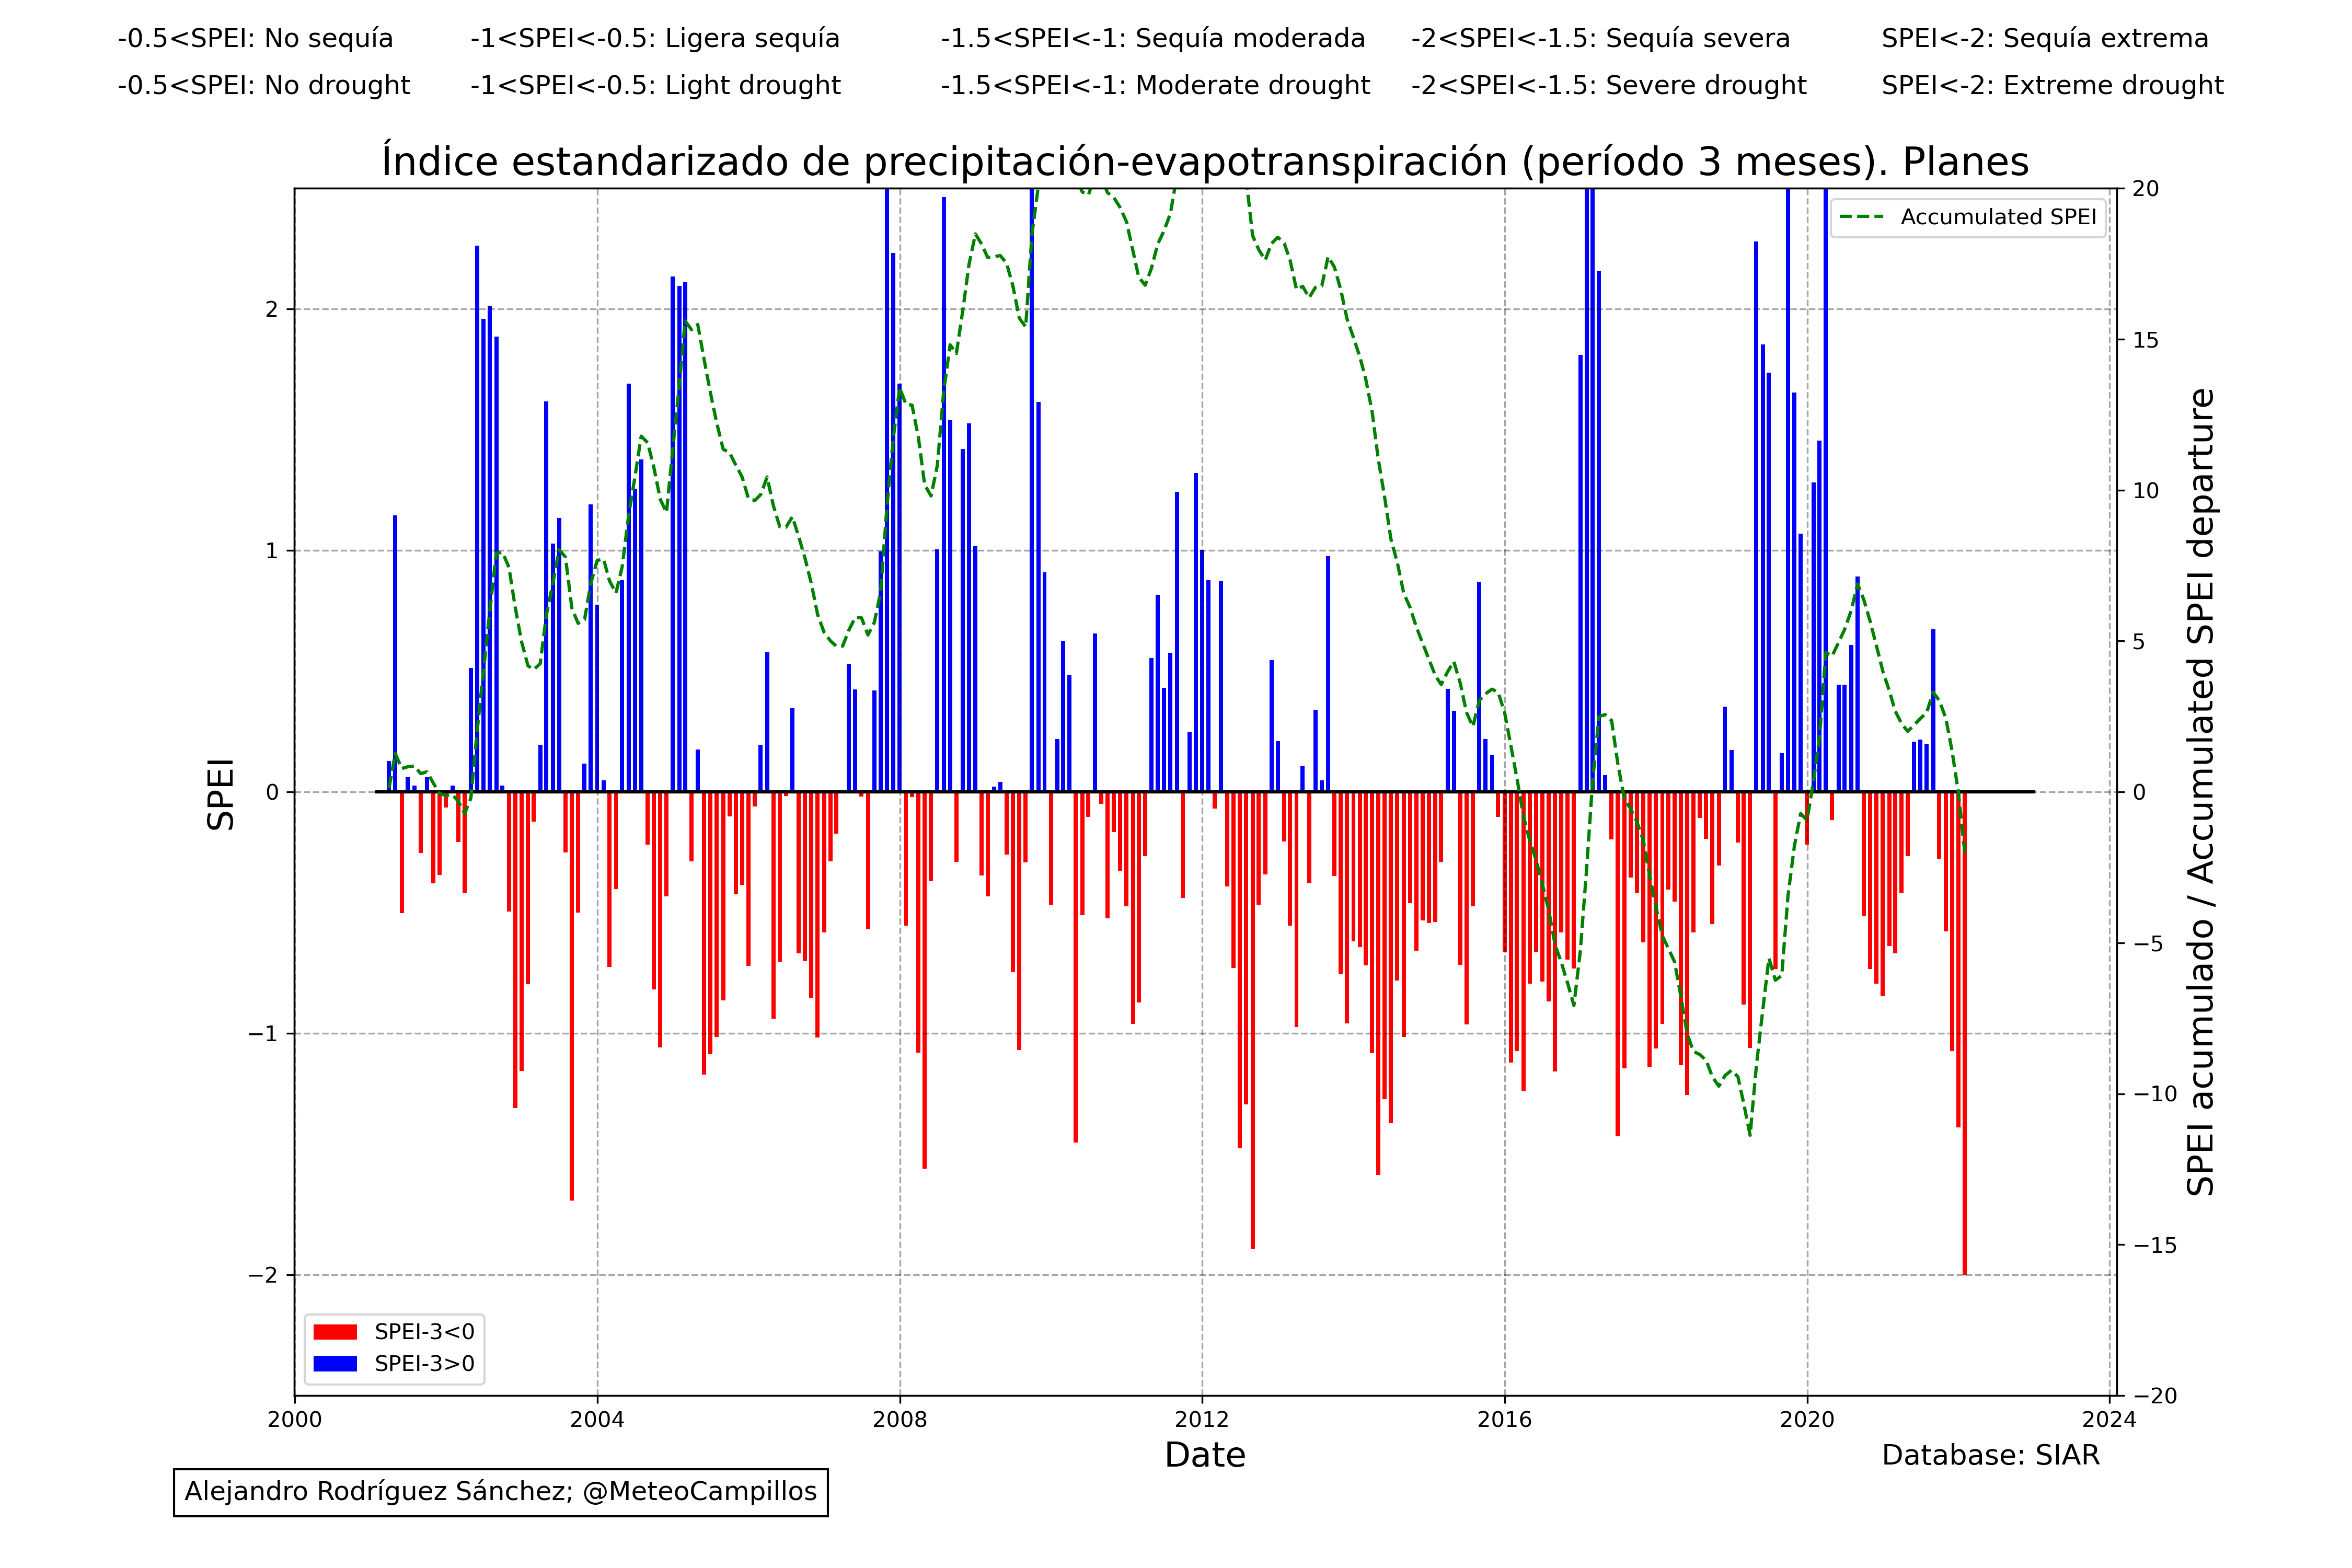 -0.5<SPEI: No sequía -1<SPEI<-0.5: Ligera sequía -1.5<SPEI<-1: Sequía moderada -2<SPEI<-1.5: Sequía severa SPEI<-2: Sequía extrema
-0.5<SPEI: No drought -1<SPEI<-0.5: Light drought -1.5<SPEI<-1: Moderate drought -2<SPEI<-1.5: Severe drought SPEI<-2: Extreme drought
Índice estandarizado de precipitación-evapotranspiración (período 3 meses). Planes
Accumulated SPEI
2
1
0
−1
−2
SPEI
20
15
10
5
0
−5
−10
−15
−20
SPEI acumulado / Accumulated SPEI departure
SPEI-3<0
SPEI-3>0
2000 2004 2008 2012 2016 2020 2024
Date
Database: SIAR
Alejandro Rodríguez Sánchez; @MeteoCampillos